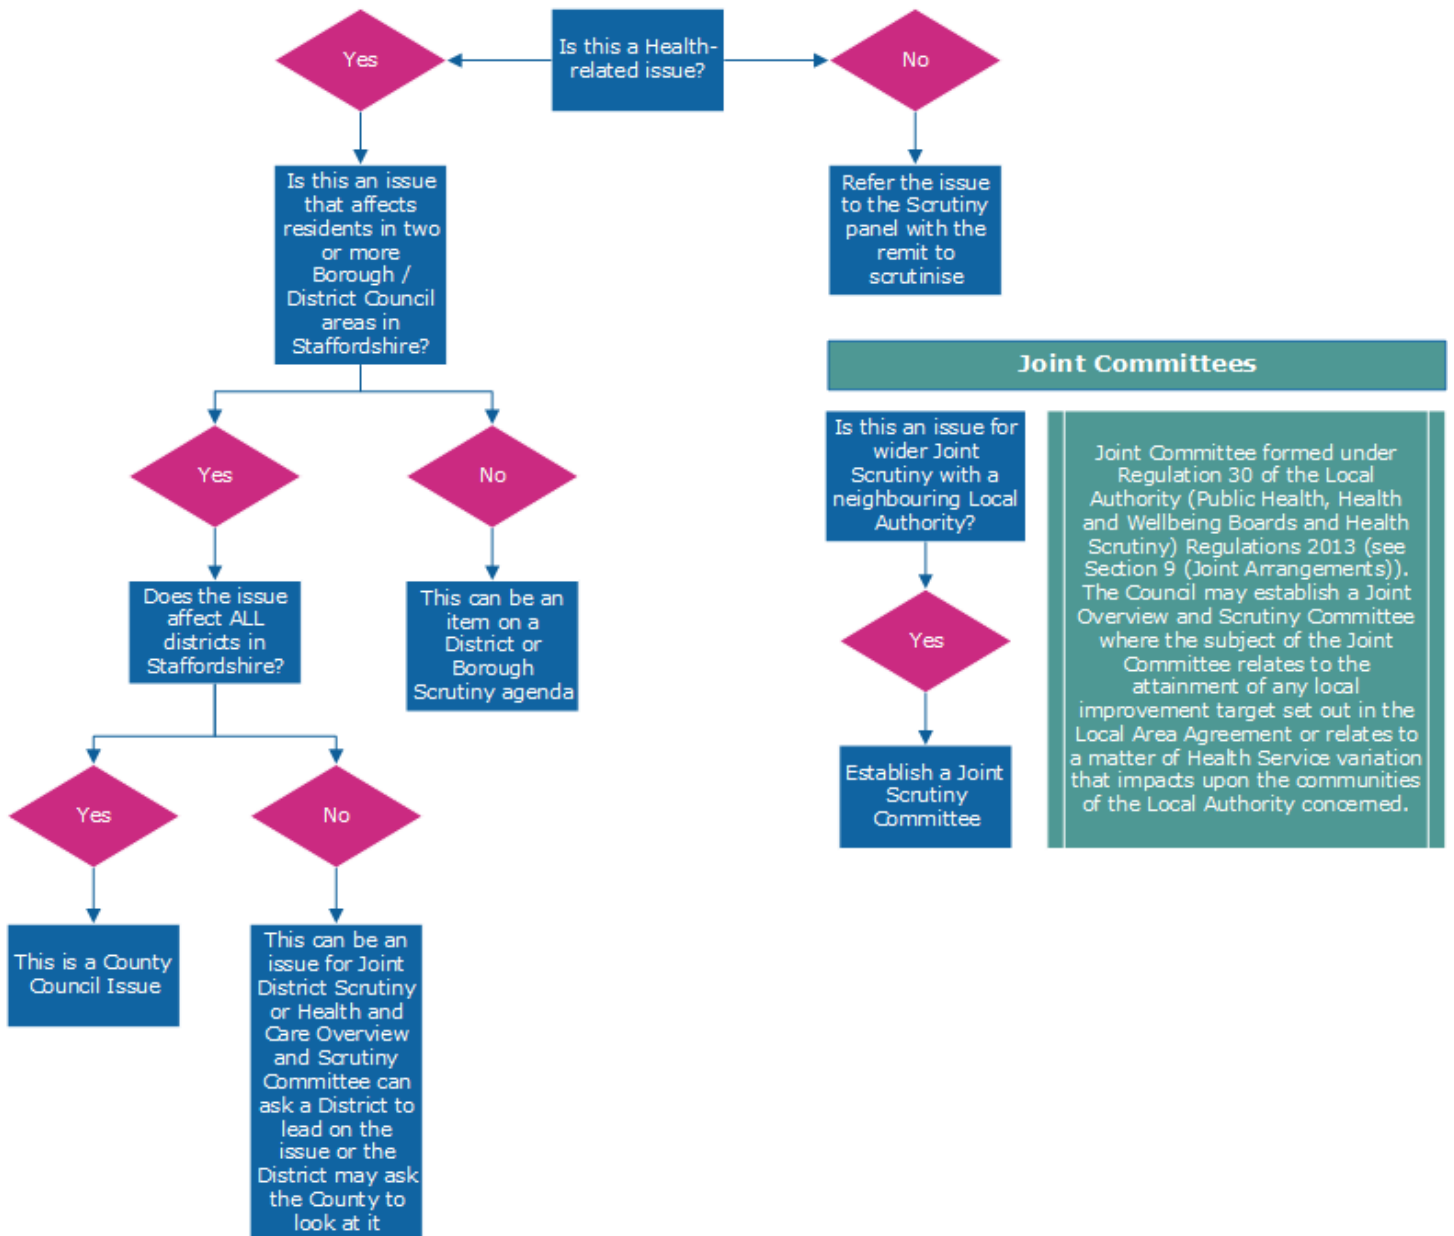 Yes
Is this a Health-
related issue?
No
Is this an issue
that affects
residents in two
or more
Borough /
District Council
areas in
Staffordshire?
Refer the issue
to the Scrutiny
panel with the
remit to
scrutinise
Yes
No
Does the issue
affect ALL
districts in
Staffordshire?
This can be an
item on a
District or
Borough
Scrutiny agenda
Yes
No
This is a County
Council Issue
This can be an
issue for Joint
District Scrutiny
or Health and
Care Overview
and Scrutiny
Committee can
ask a District to
lead on the
issue or the
District may ask
the County to
look at it
Joint Committees
Is this an issue for
wider Joint
Scrutiny with a
neighbouring Local
Authority?
Yes
Establish a Joint
Scrutiny
Committee
Joint Committee formed under
Regulation 30 of the Local
Authority (Public Health, Health
and Wellbeing Boards and Health
Scrutiny) Regulations 2013 (see
Section 9 (Joint Arrangements)).
The Council may establish a Joint
Overview and Scrutiny Committee
where the subject of the Joint
Committee relates to the
attainment of any local
improvement target set out in the
Local Area Agreement or relates to
a matter of Health Service variation
that impacts upon the communities
of the Local Authority concerned.